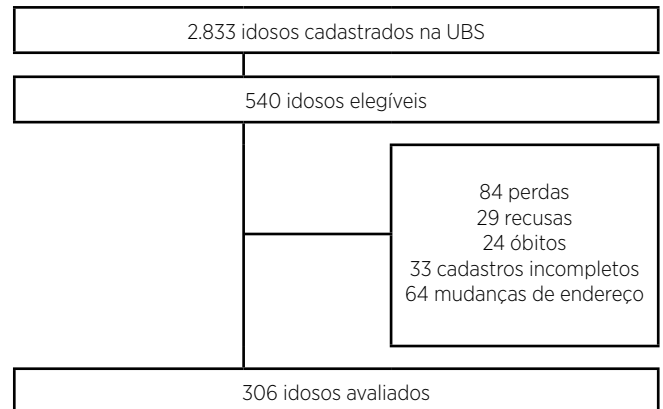 2.833 idosos cadastrados na UBS
540 idosos elegíveis
84 perdas
29 recusas
24 óbitos
33 cadastros incompletos
64 mudanças de endereço
306 idosos avaliados